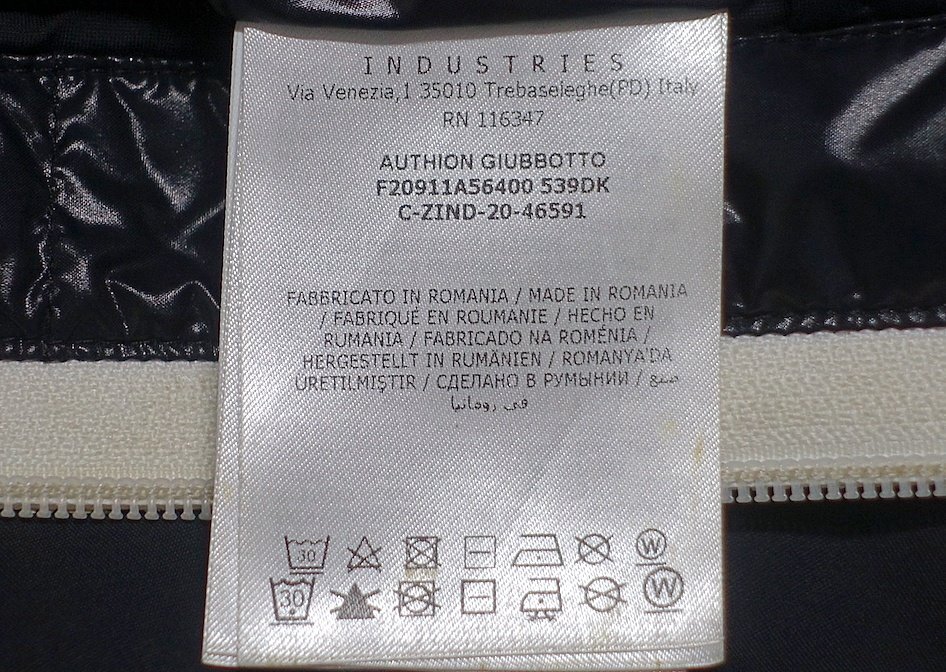 INDUSTRIES
Via Venezia,1 35010 Trebaseleghe(PD) Italy
RN 116347
AUTHION GIUBBOTTO
F20911A56400 539DK
C-ZIND-20-46591
FABBRICATO IN ROMANIA / MADE IN ROMANIA
/ FABRIQUÉ EN ROUMANIE / HECHO EN
RUMANIA / FABRICADO NA ROMÉNIA /
HERGESTELLT IN RUMÄNIEN / ROMANYA'DA
ÜRETILMIŞTIR / СДЕЛАНО В РУМЫНИИ / صنع
في رومانيا
30 W
30 W